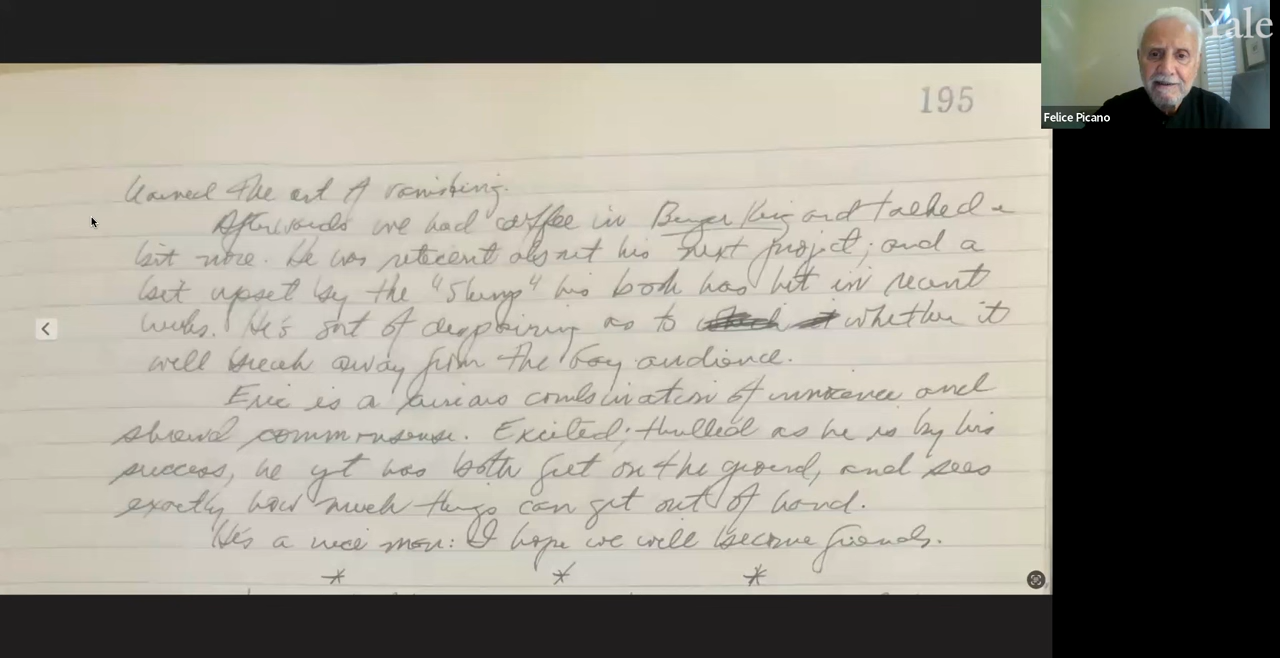 Yale
Felice Picano
195
learned the art of vanishing.
Afterwards we had coffee in Burger King and talked a
bit more. He was reticent about his next project; and a
bit upset by the "Slump" his book has hit in recent
weeks. He's sort of despairing as to whether it
will break away from the Gay audience.
Eric is a curious combination of innocence and
shrewd commonsense. Excited, thrilled as he is by his
success, he yet has both feet on the ground, and sees
exactly how much things can get out of hand.
He's a nice man: I hope we will become friends.
* * *